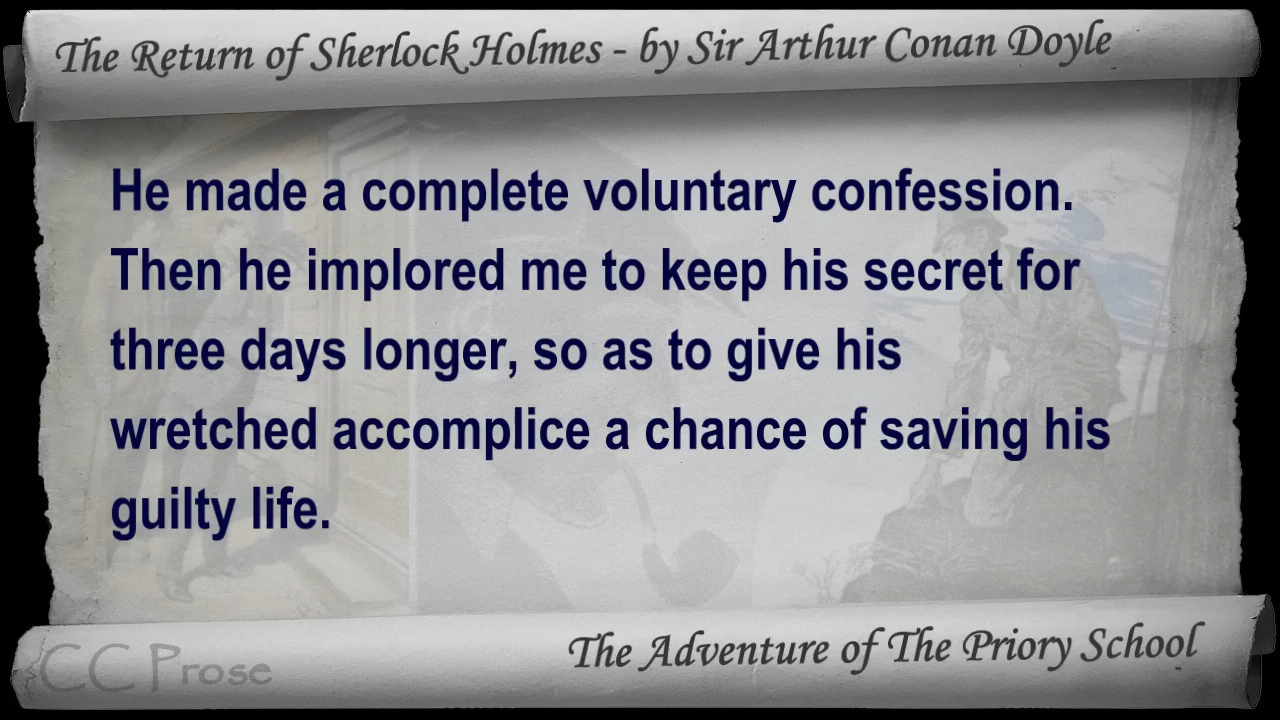 The Return of Sherlock Holmes - by Sir Arthur Conan Doyle
He made a complete voluntary confession.
Then he implored me to keep his secret for
three days longer, so as to give his
wretched accomplice a chance of saving his
guilty life.
CC Prose
The Adventure of The Priory School